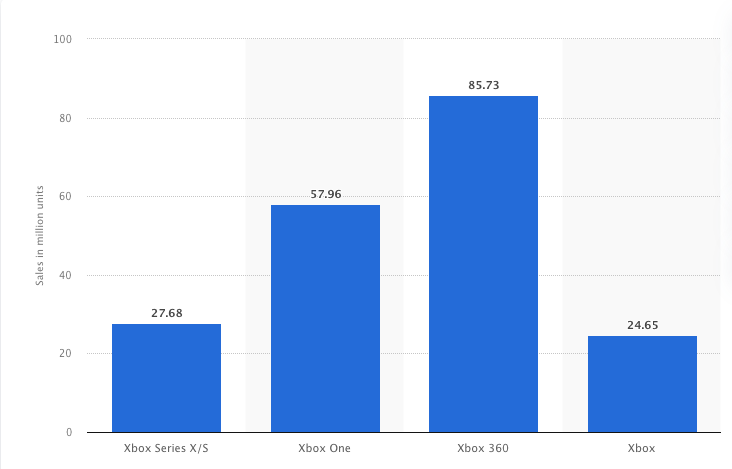 100
85.73
80
Sales in million units
60
57.96
40
27.68
24.65
20
0
Xbox Series X/S
Xbox One
Xbox 360
Xbox